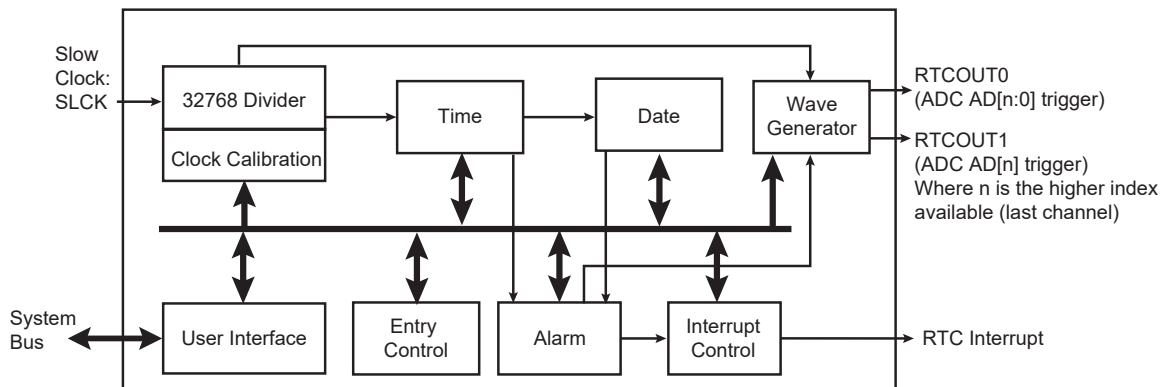 Slow
Clock:
SLCK
32768 Divider
Clock Calibration
Time
Date
Wave
Generator
RTCOUT0
(ADC AD[n:0] trigger)
RTCOUT1
(ADC AD[n] trigger)
Where n is the higher index
available (last channel)
System
Bus
User Interface
Entry
Control
Alarm
Interrupt
Control
RTC Interrupt